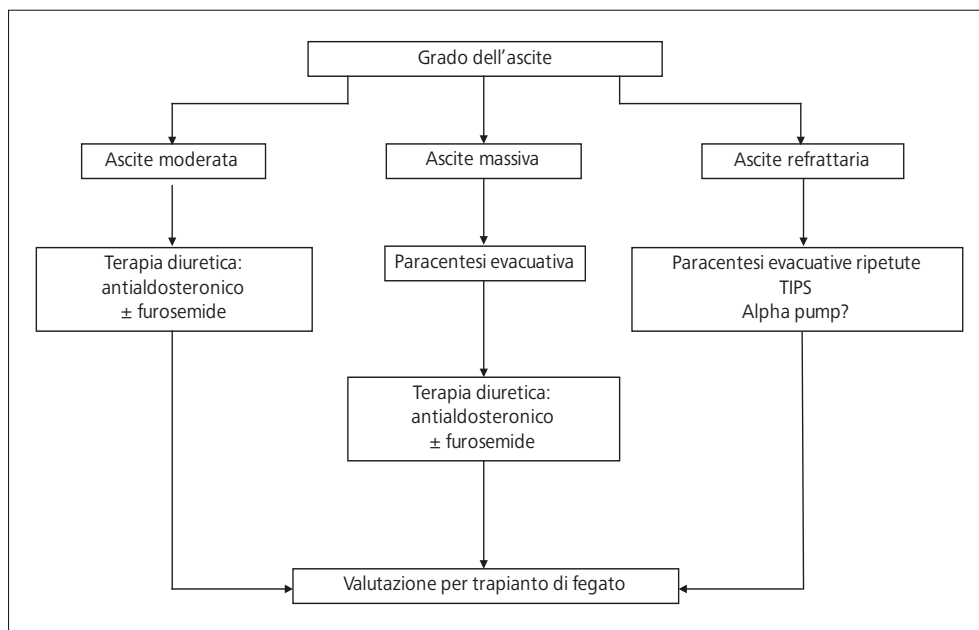 Grado dell'ascite
Ascite moderata
Ascite massiva
Ascite refrattaria
Terapia diuretica:
antialdosteronico
± furosemide
Paracentesi evacuativa
Paracentesi evacuative ripetute
TIPS
Alpha pump?
Terapia diuretica:
antialdosteronico
± furosemide
Valutazione per trapianto di fegato